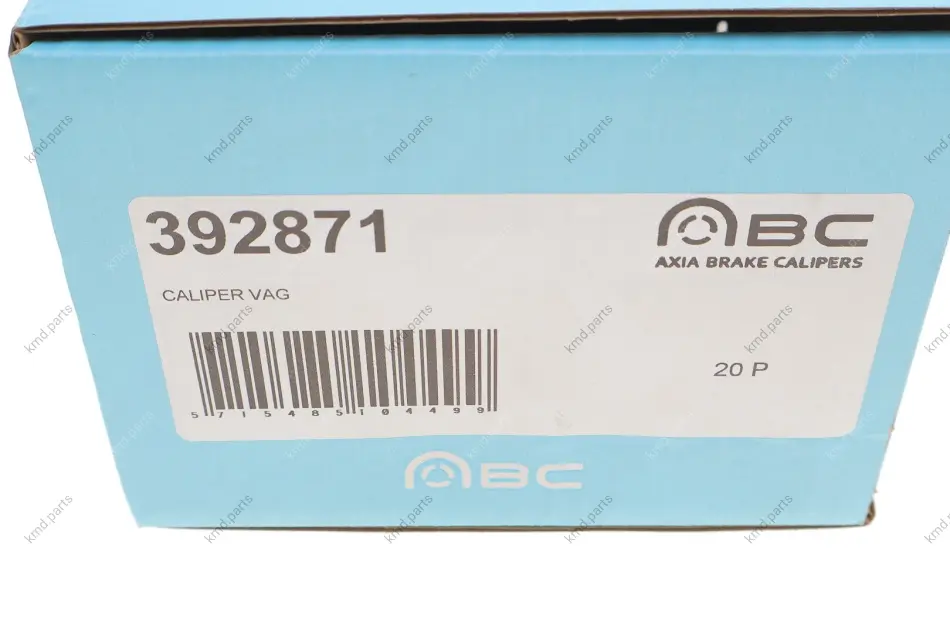 392871
ABC
AXIA BRAKE CALIPERS
CALIPER VAG
20 P
5715485104499
ABC
kmd.parts